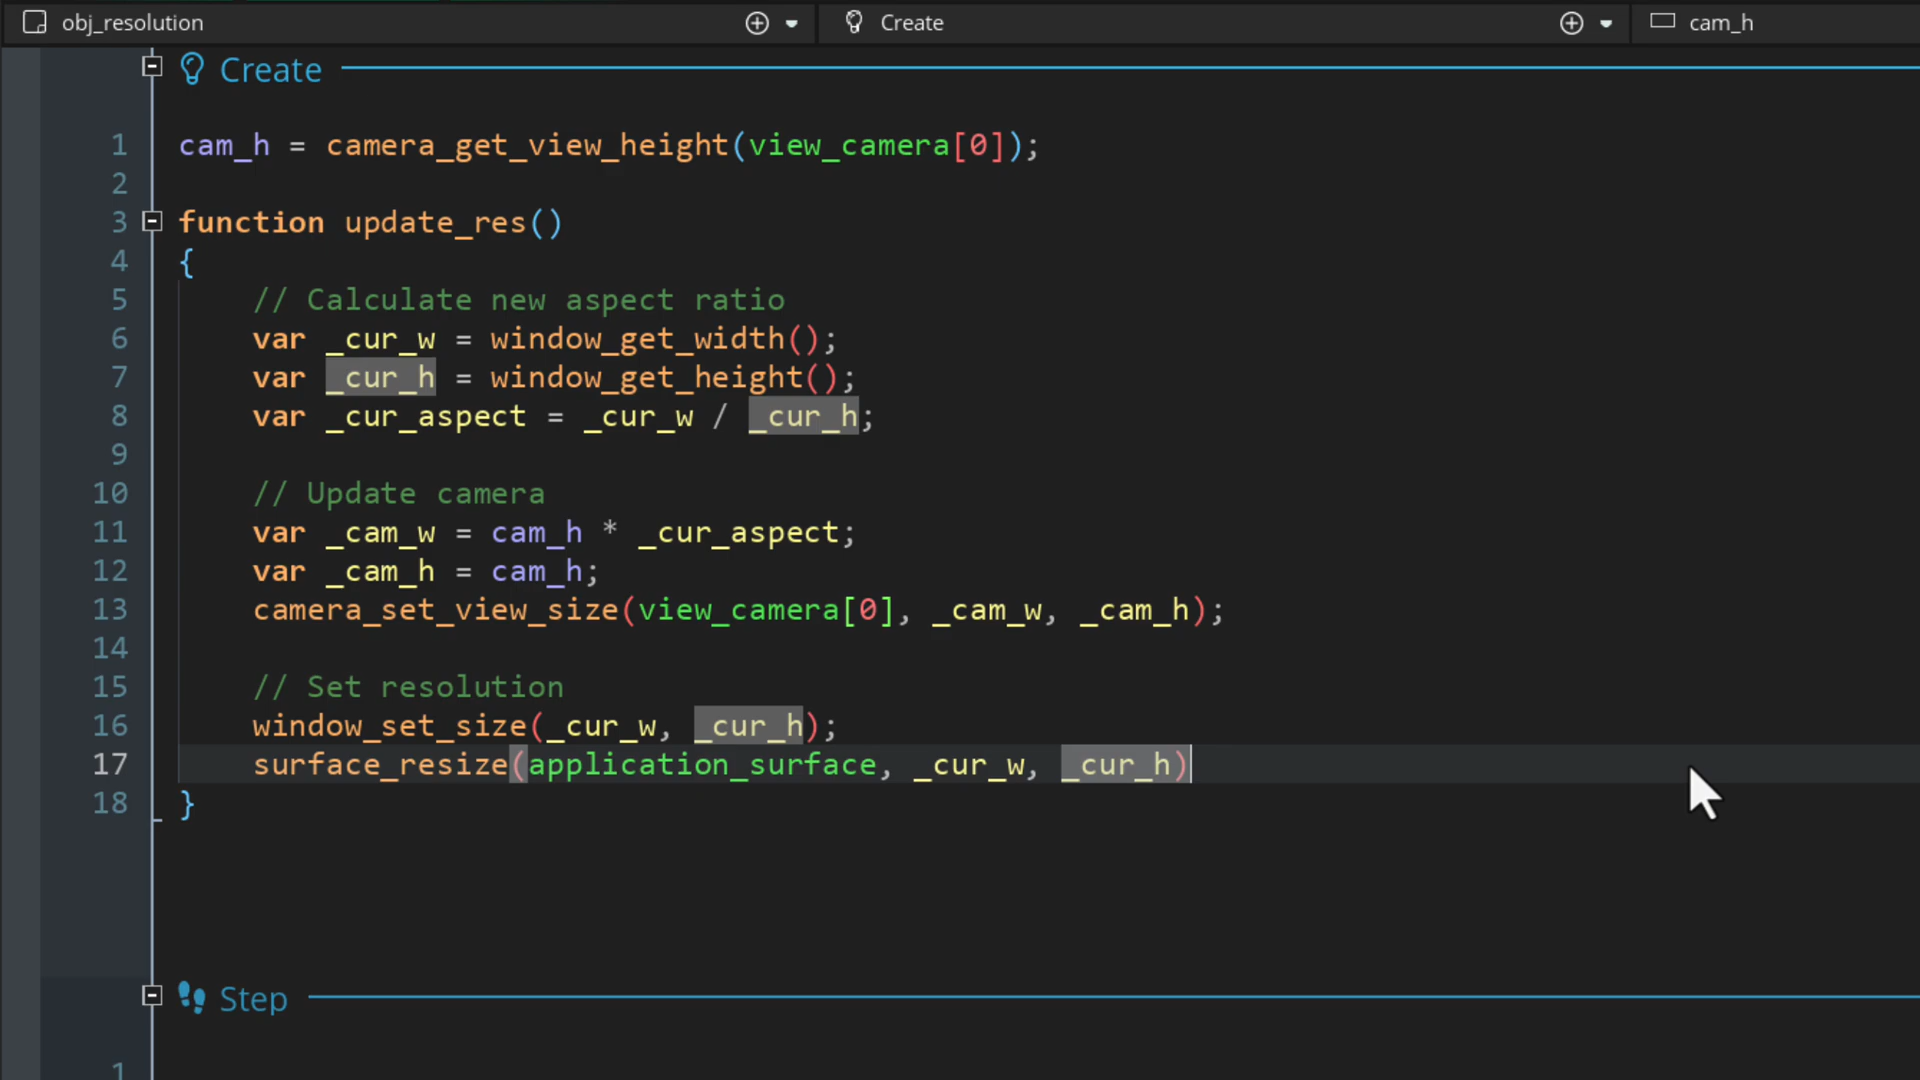 obj_resolution
Create
cam_h
Create
1 cam_h = camera_get_view_height(view_camera[0]);
2
3 function update_res()
4 {
5 // Calculate new aspect ratio
6 var _cur_w = window_get_width();
7 var _cur_h = window_get_height();
8 var _cur_aspect = _cur_w / _cur_h;
9
10 // Update camera
11 var _cam_w = cam_h * _cur_aspect;
12 var _cam_h = cam_h;
13 camera_set_view_size(view_camera[0], _cam_w, _cam_h);
14
15 // Set resolution
16 window_set_size(_cur_w, _cur_h);
17 surface_resize(application_surface, _cur_w, _cur_h)
18 }
Step
1